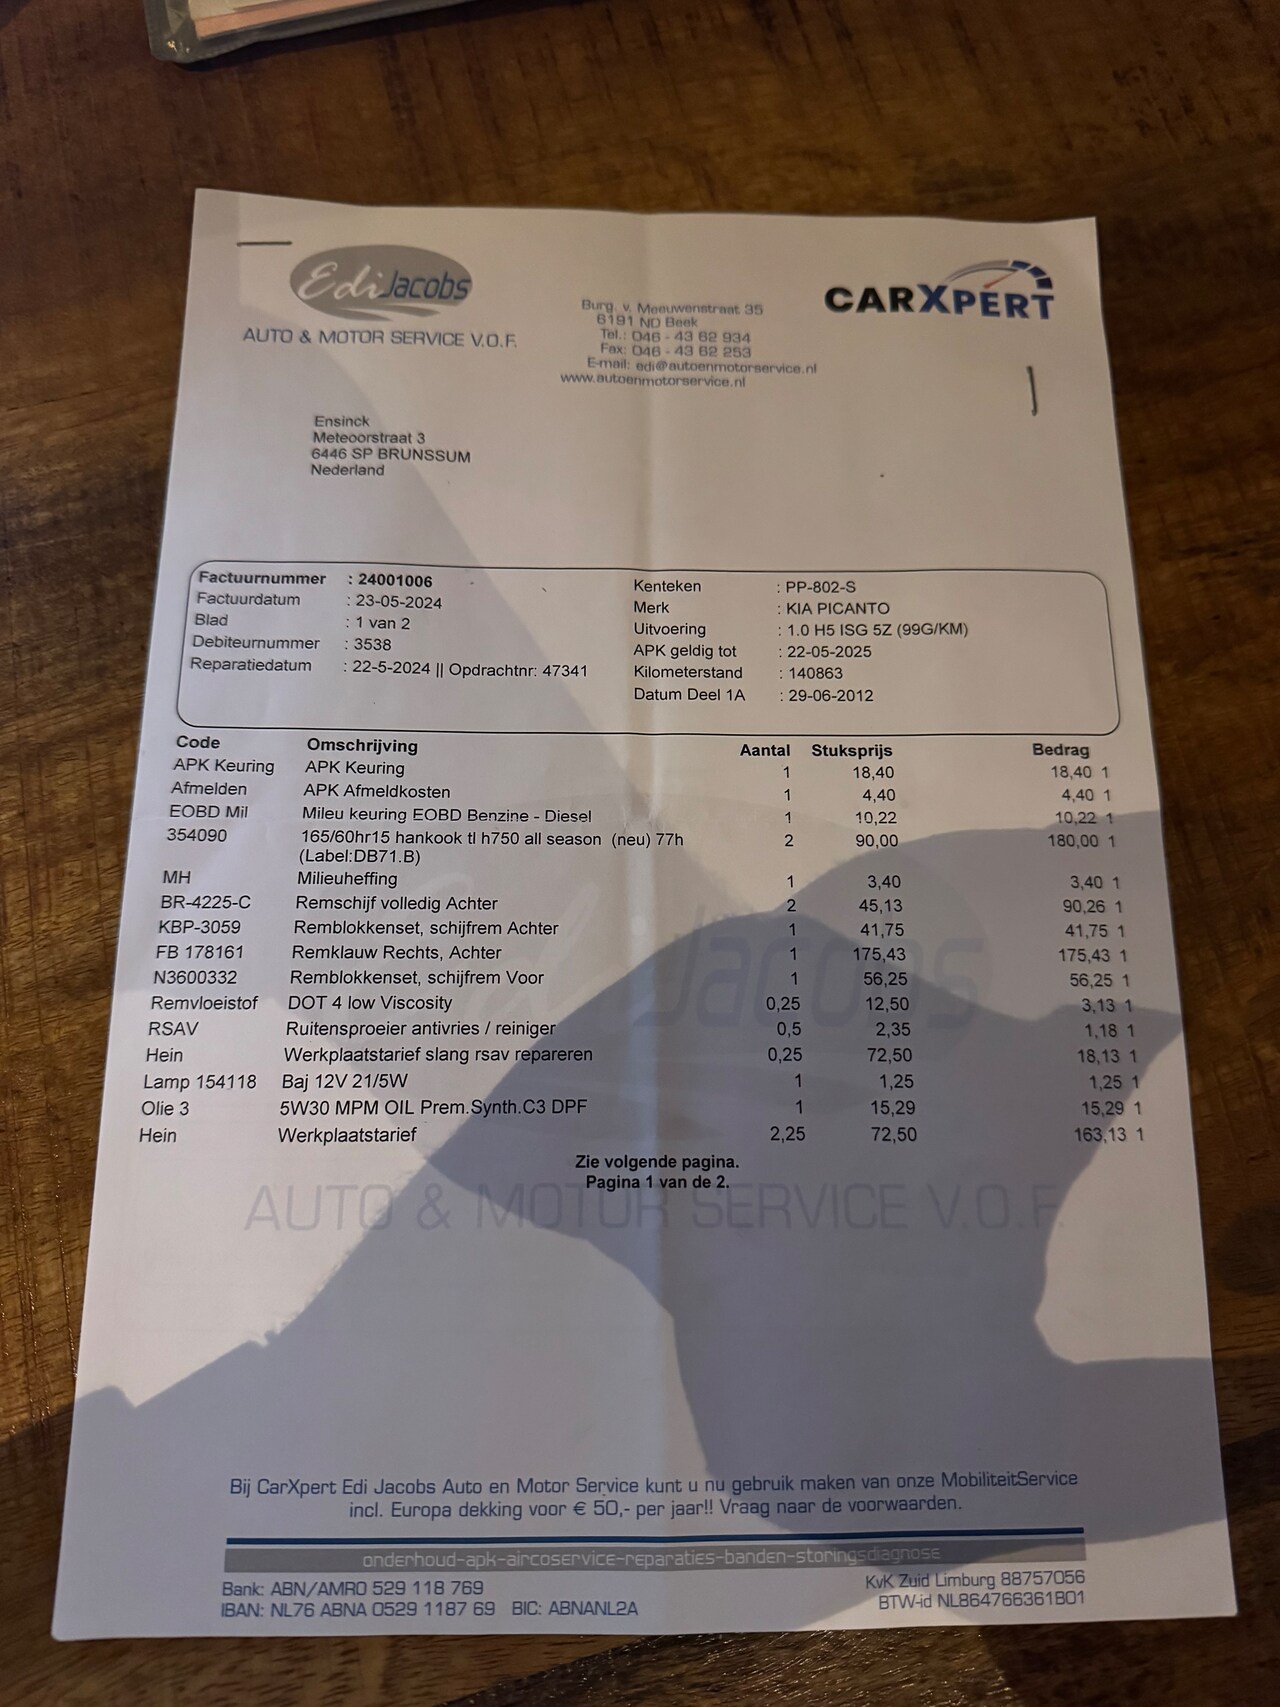 Edi Jacobs
AUTO & MOTOR SERVICE V.O.F.
Burg. v. Meeuwenstraat 35
6191 ND Beek
Tel.: 046 - 43 62 934
Fax: 046 - 43 62 253
E-mail: edi@autoenmotorservice.nl
www.autoenmotorservice.nl
CARXPERT
Ensinck
Meteoorstraat 3
6446 SP BRUNSSUM
Nederland
Factuurnummer : 24001006
Factuurdatum : 23-05-2024
Blad : 1 van 2
Debiteurnummer : 3538
Reparatiedatum : 22-5-2024 || Opdrachtnr: 47341
Kenteken : PP-802-S
Merk : KIA PICANTO
Uitvoering : 1.0 H5 ISG 5Z (99G/KM)
APK geldig tot : 22-05-2025
Kilometerstand : 140863
Datum Deel 1A : 29-06-2012
Code Omschrijving Aantal Stuksprijs Bedrag
APK Keuring APK Keuring 1 18,40 18,40 1
Afmelden APK Afmeldkosten 1 4,40 4,40 1
EOBD Mil Mileu keuring EOBD Benzine - Diesel 1 10,22 10,22 1
354090 165/60hr15 hankook tl h750 all season (neu) 77h 2 90,00 180,00 1
(Label:DB71.B)
MH Milieuheffing 1 3,40 3,40 1
BR-4225-C Remschijf volledig Achter 2 45,13 90,26 1
KBP-3059 Remblokkenset, schijfrem Achter 1 41,75 41,75 1
FB 178161 Remklauw Rechts, Achter 1 175,43 175,43 1
N3600332 Remblokkenset, schijfrem Voor 1 56,25 56,25 1
Remvloeistof DOT 4 low Viscosity 0,25 12,50 3,13 1
RSAV Ruitensproeier antivries / reiniger 0,5 2,35 1,18 1
Hein Werkplaatstarief slang rsav repareren 0,25 72,50 18,13 1
Lamp 154118 Baj 12V 21/5W 1 1,25 1,25 1
Olie 3 5W30 MPM OIL Prem.Synth.C3 DPF 1 15,29 15,29 1
Hein Werkplaatstarief 2,25 72,50 163,13 1
Zie volgende pagina.
Pagina 1 van de 2.
Edi Jacobs
AUTO & MOTOR SERVICE V.O.F.
Bij CarXpert Edi Jacobs Auto en Motor Service kunt u nu gebruik maken van onze MobiliteitService
incl. Europa dekking voor € 50,- per jaar!! Vraag naar de voorwaarden.
onderhoud-apk-aircoservice-reparaties-banden-storingsdiagnose
Bank: ABN/AMRO 529 118 769
IBAN: NL76 ABNA 0529 1187 69 BIC: ABNANL2A
KvK Zuid Limburg 88757056
BTW-id NL864766361B01